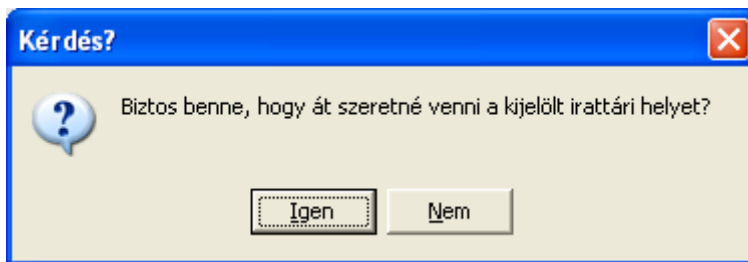 Kérdés?
Biztos benne, hogy át szeretné venni a kijelölt irattári helyet?
Igen
Nem